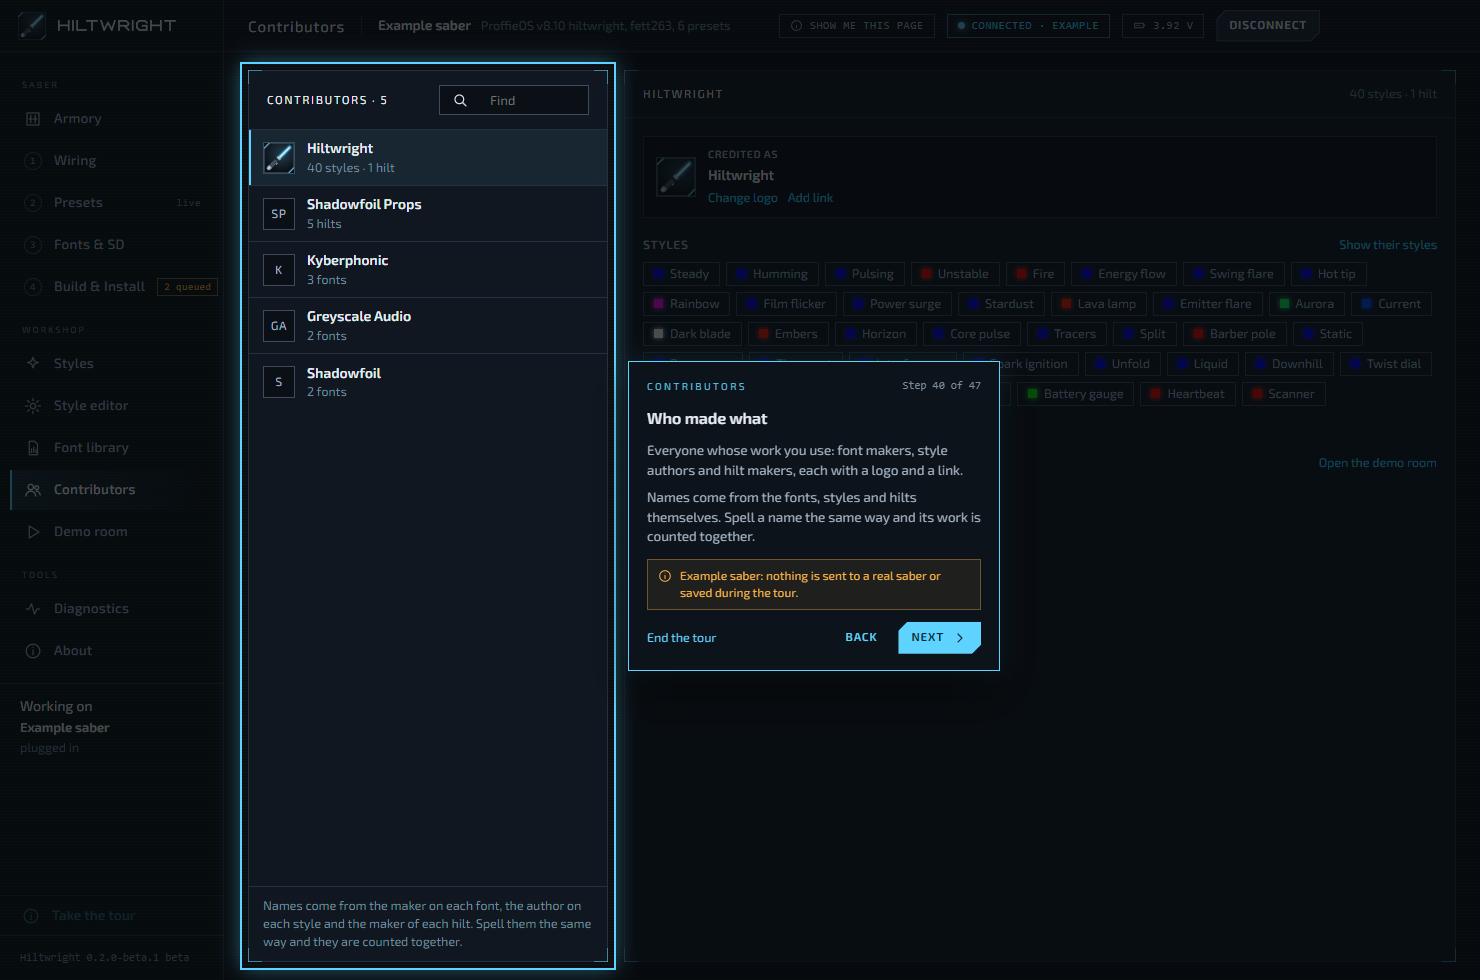 HILTWRIGHT
Contributors
Example saber
ProffieOS v8.10 hiltwright, fett263, 6 presets
SHOW ME THIS PAGE
CONNECTED · EXAMPLE
3.92 V
DISCONNECT
SABER
Armory
1 Wiring
2 Presets live
3 Fonts & SD
4 Build & Install 2 queued
WORKSHOP
Styles
Style editor
Font library
Contributors
Demo room
TOOLS
Diagnostics
About
Working on
Example saber
plugged in
Take the tour
Hiltwright 0.2.0-beta.1 beta
CONTRIBUTORS · 5
Find
Hiltwright
40 styles · 1 hilt
SP
Shadowfoil Props
5 hilts
K
Kyberphonic
3 fonts
GA
Greyscale Audio
2 fonts
S
Shadowfoil
2 fonts
Names come from the maker on each font, the author on
each style and the maker of each hilt. Spell them the same
way and they are counted together.
HILTWRIGHT
40 styles · 1 hilt
CREDITED AS
Hiltwright
Change logo Add link
STYLES
Show their styles
Steady Humming Pulsing Unstable Fire Energy flow Swing flare Hot tip
Rainbow Film flicker Power surge Stardust Lava lamp Emitter flare Aurora Current
Dark blade Embers Horizon Core pulse Tracers Split Barber pole Static
ark ignition Unfold Liquid Downhill Twist dial
Battery gauge Heartbeat Scanner
Open the demo room
CONTRIBUTORS
Step 40 of 47
Who made what
Everyone whose work you use: font makers, style
authors and hilt makers, each with a logo and a link.
Names come from the fonts, styles and hilts
themselves. Spell a name the same way and its work is
counted together.
Example saber: nothing is sent to a real saber or
saved during the tour.
End the tour
BACK
NEXT